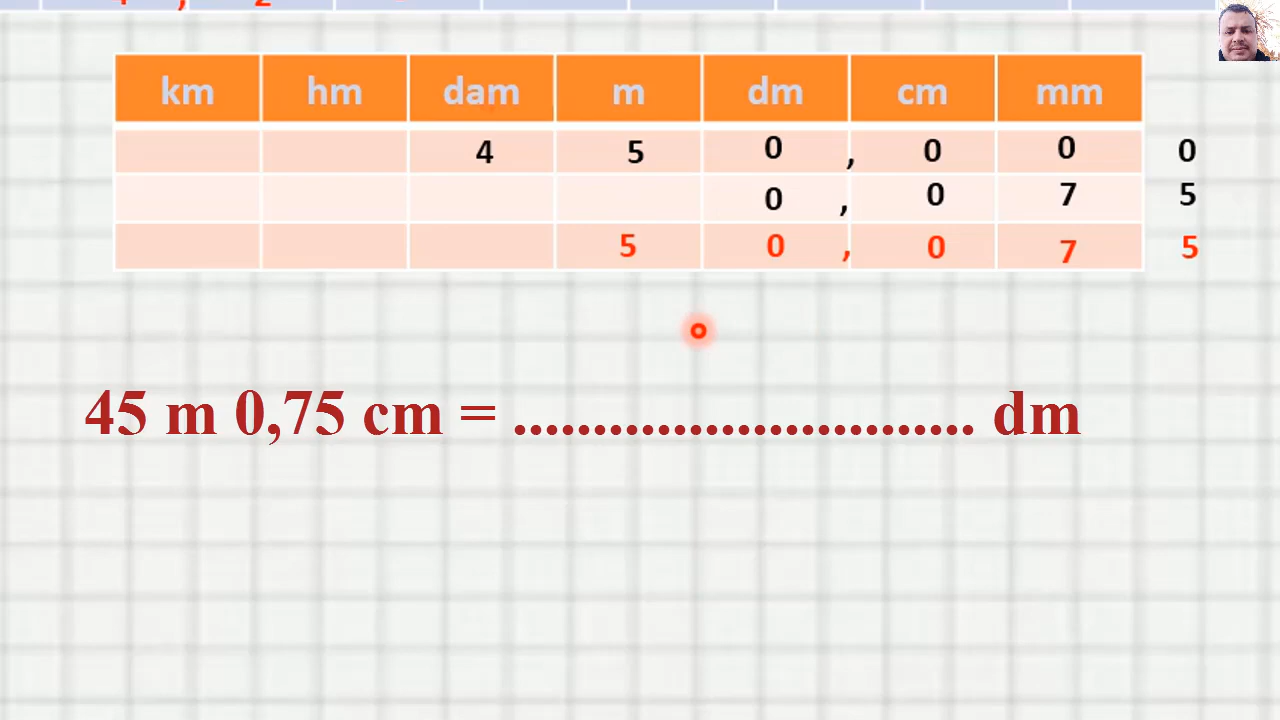 km hm dam m dm cm mm
4 5 0 , 0 0 0
0 , 0 7 5
5 0 , 0 7 5
45 m 0,75 cm = ............................ dm